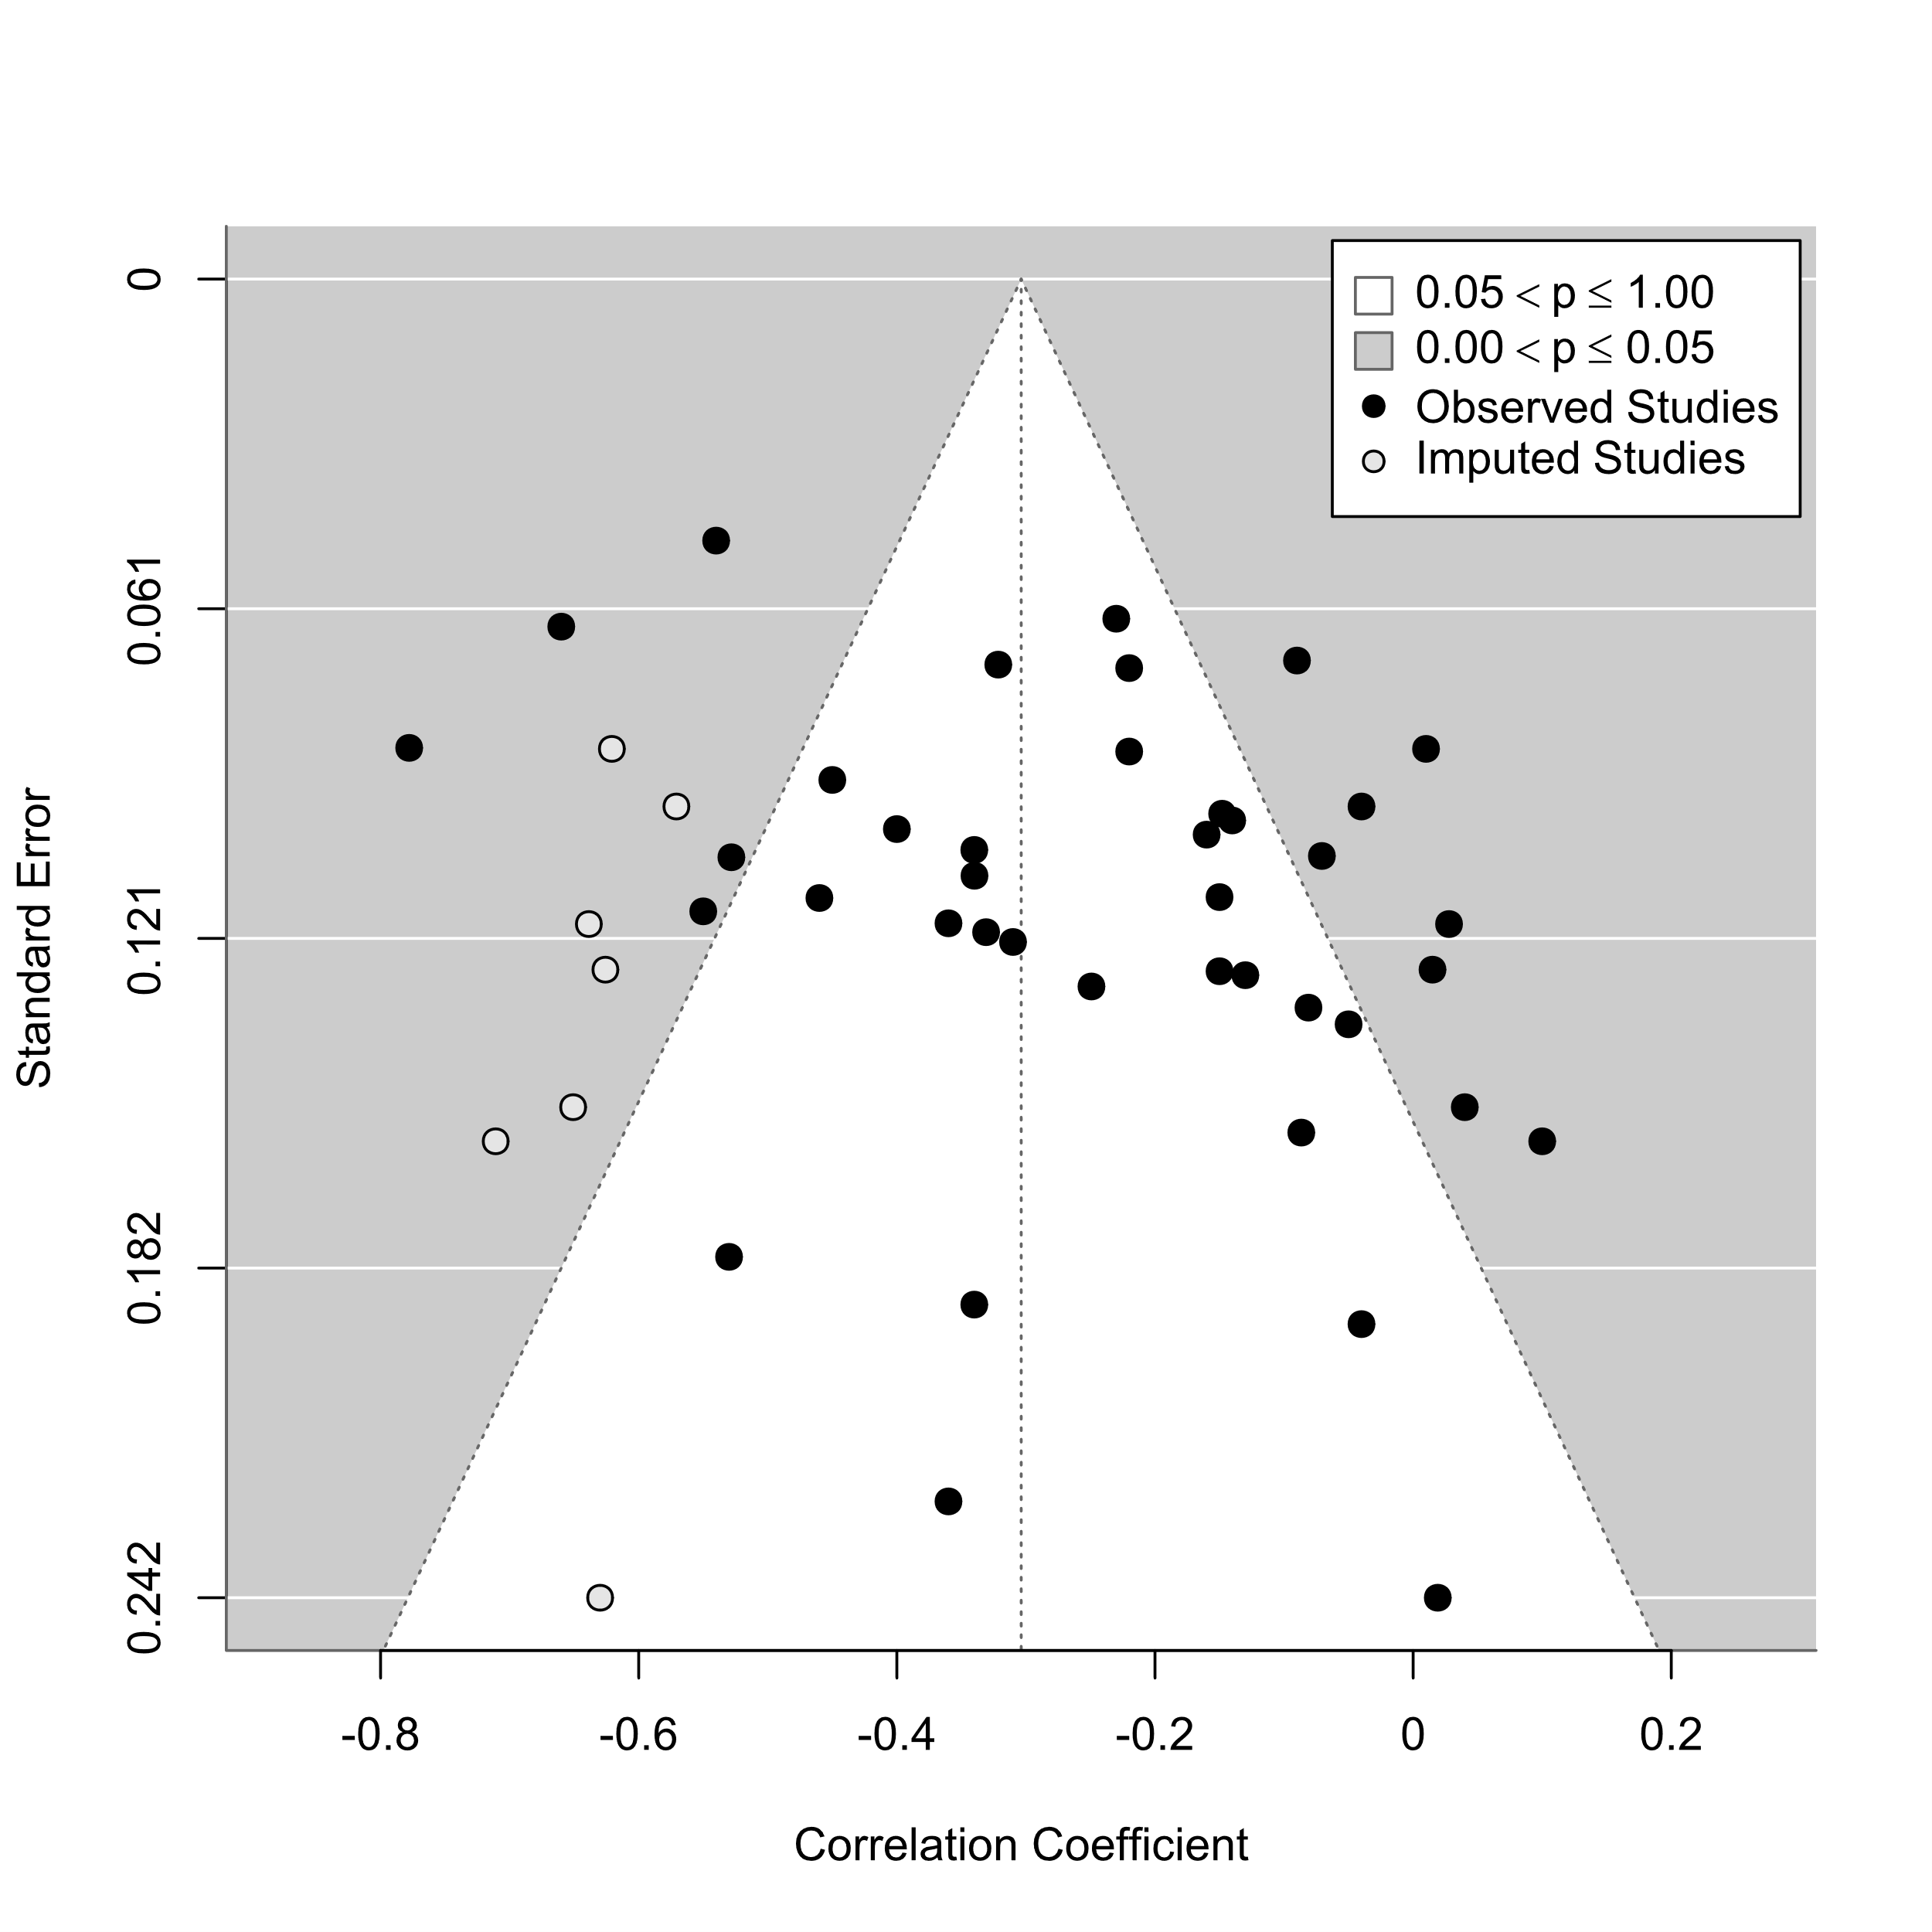 0.05 < p ≤ 1.00
0.00 < p ≤ 0.05
Observed Studies
Imputed Studies
Standard Error
0
0.061
0.121
0.182
0.242
-0.8
-0.6
-0.4
-0.2
0
0.2
Correlation Coefficient